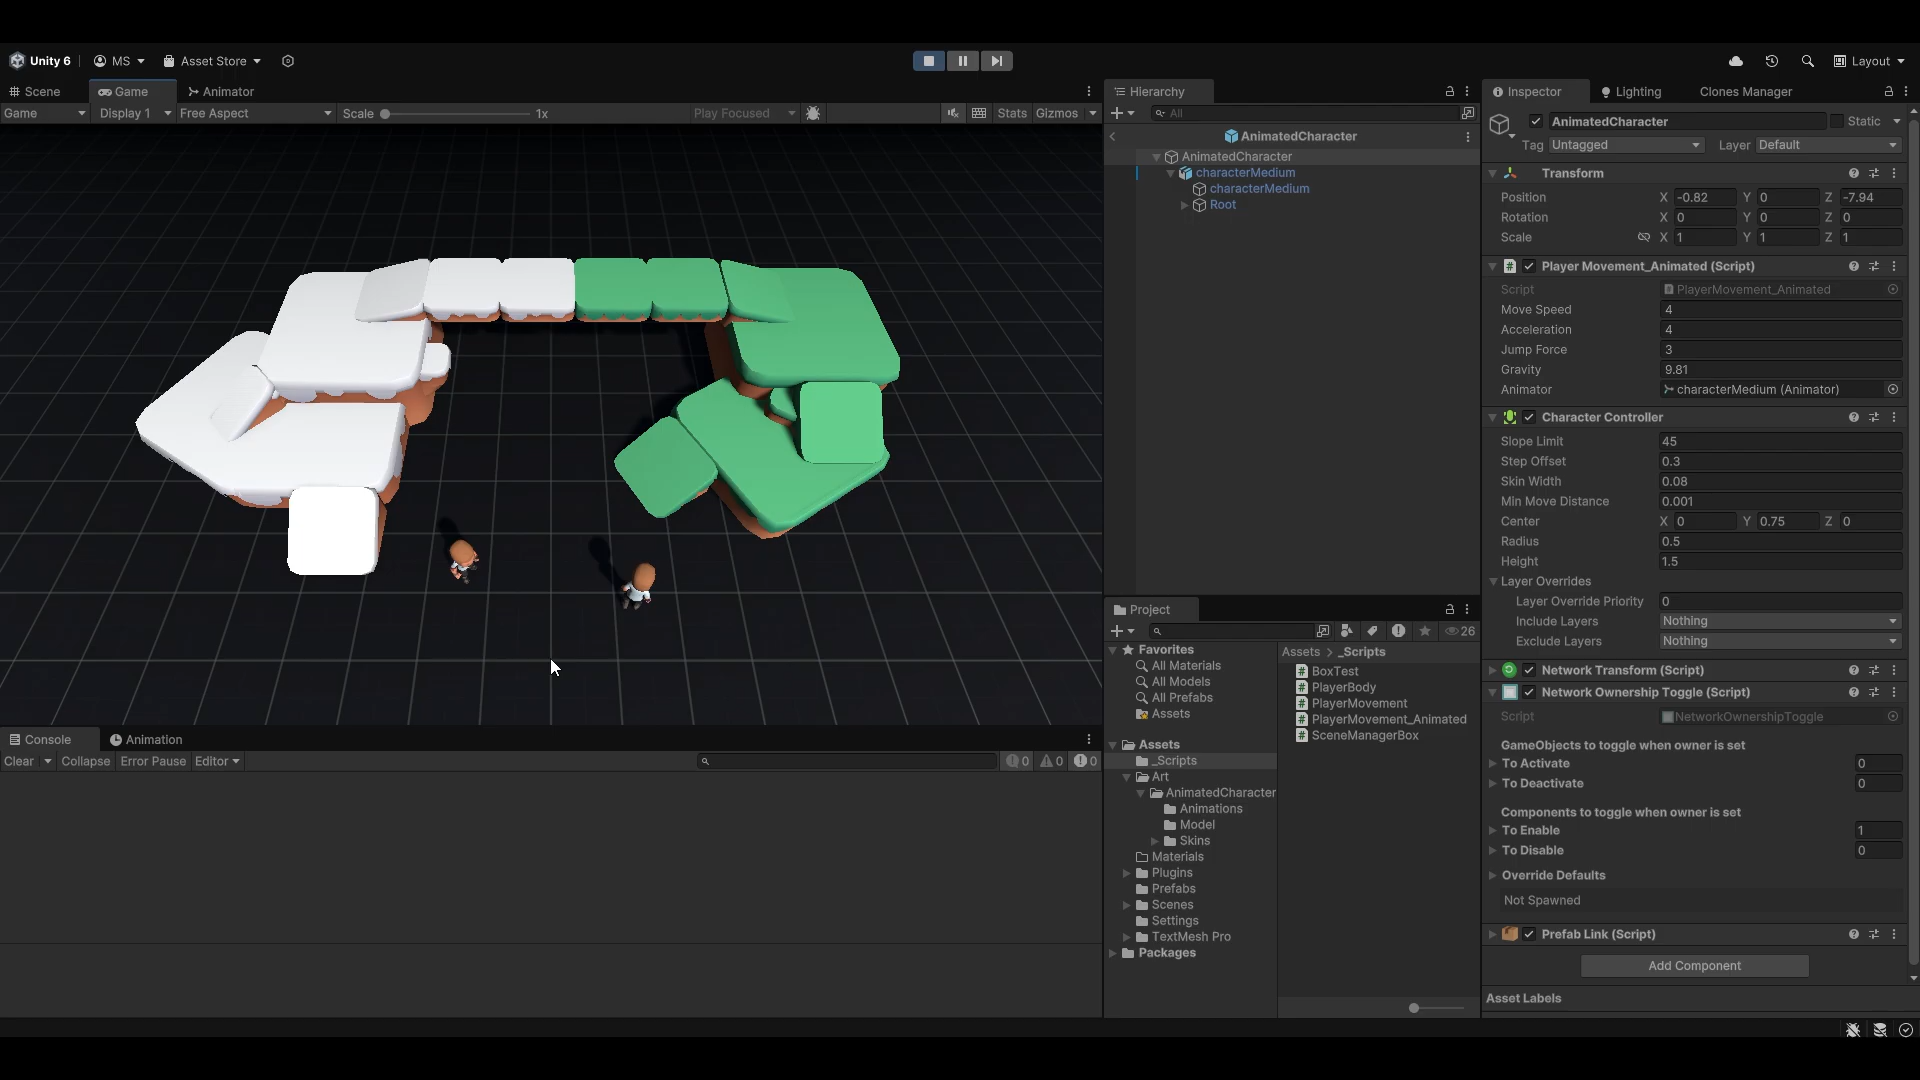 Unity 6
MS
Asset Store
Layout
Scene
Game
Animator
Game
Display 1
Free Aspect
Scale
1x
Play Focused
Stats
Gizmos
Console
Animation
Clear
Collapse
Error Pause
Editor
0
0
0
Hierarchy
All
AnimatedCharacter
AnimatedCharacter
characterMedium
characterMedium
Root
Project
26
Favorites
All Materials
All Models
All Prefabs
Assets
Assets
_Scripts
Art
AnimatedCharacter
Animations
Model
Skins
Materials
Plugins
Prefabs
Scenes
Settings
TextMesh Pro
Packages
Assets > _Scripts
BoxTest
PlayerBody
PlayerMovement
PlayerMovement_Animated
SceneManagerBox
Inspector
Lighting
Clones Manager
AnimatedCharacter
Static
Tag Untagged
Layer Default
Transform
Position X -0.82 Y 0 Z -7.94
Rotation X 0 Y 0 Z 0
Scale X 1 Y 1 Z 1
Player Movement_Animated (Script)
Script PlayerMovement_Animated
Move Speed 4
Acceleration 4
Jump Force 3
Gravity 9.81
Animator characterMedium (Animator)
Character Controller
Slope Limit 45
Step Offset 0.3
Skin Width 0.08
Min Move Distance 0.001
Center X 0 Y 0.75 Z 0
Radius 0.5
Height 1.5
Layer Overrides
Layer Override Priority 0
Include Layers Nothing
Exclude Layers Nothing
Network Transform (Script)
Network Ownership Toggle (Script)
Script NetworkOwnershipToggle
GameObjects to toggle when owner is set
To Activate 0
To Deactivate 0
Components to toggle when owner is set
To Enable 1
To Disable 0
Override Defaults
Not Spawned
Prefab Link (Script)
Add Component
Asset Labels